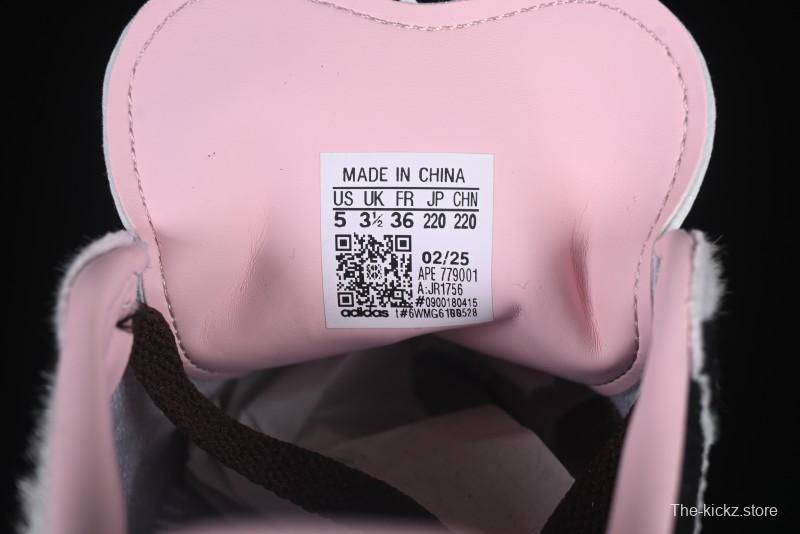 MADE IN CHINA
US UK FR JP CHN
5 3½ 36 220 220
02/25
APE 779001
A:JR1756
#0900180415
adidas t#6WMG6100528
The-kickz.store